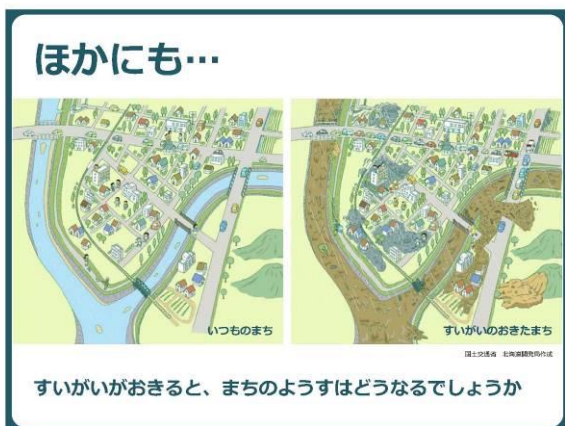 ほかにも…
いつものまち
すいがいのおきたまち
国土交通省 北海道開発局作成
すいがいがおきると、まちのようすはどうなるでしょうか